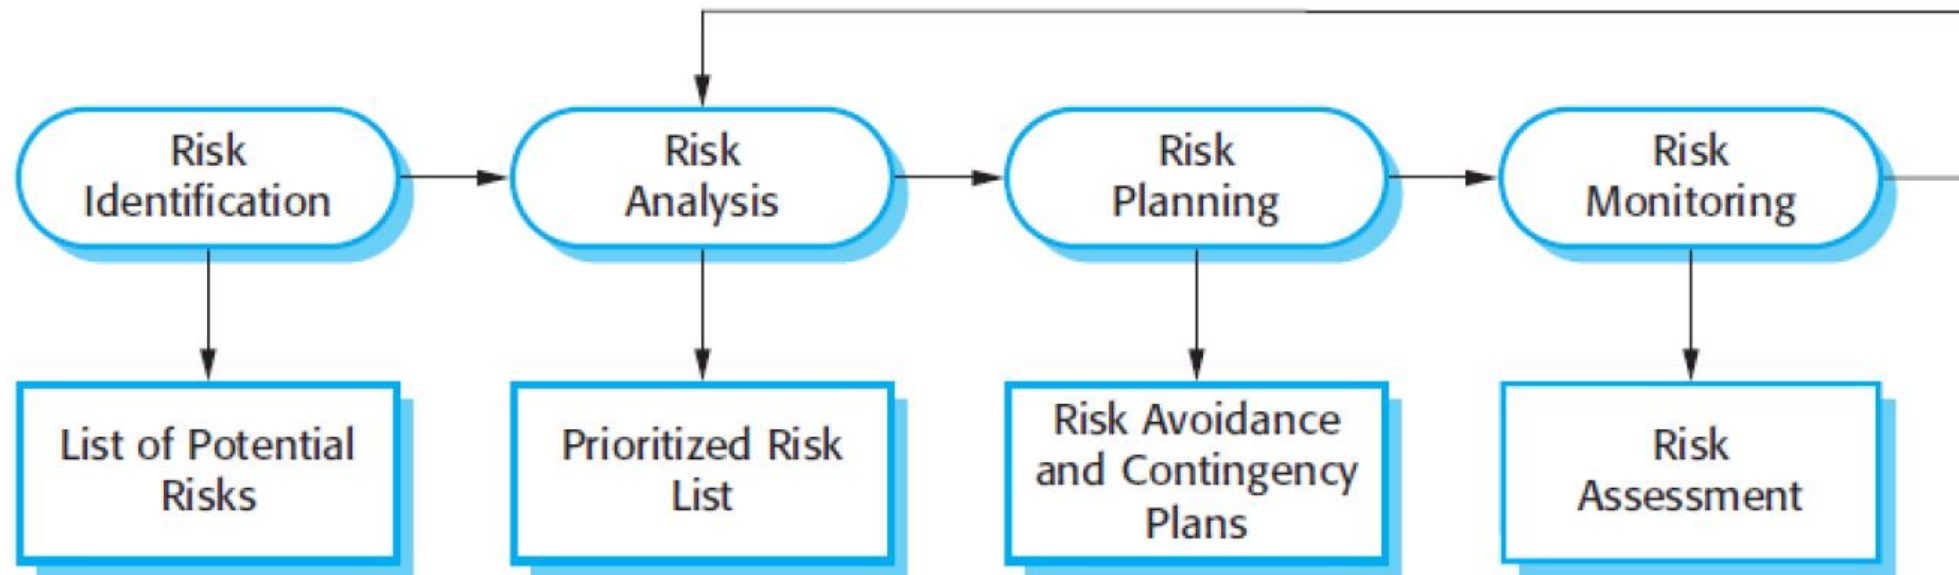 Risk
Identification
Risk
Analysis
Risk
Planning
Risk
Monitoring
List of Potential
Risks
Prioritized Risk
List
Risk Avoidance
and Contingency
Plans
Risk
Assessment